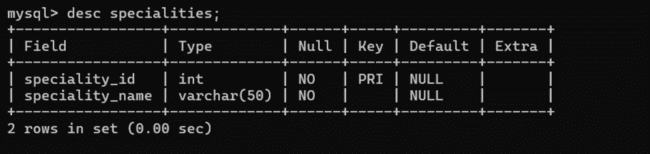 mysql> desc specialities;
+-----------------+-------------+------+-----+---------+-------+
| Field           | Type        | Null | Key | Default | Extra |
+-----------------+-------------+------+-----+---------+-------+
| speciality_id   | int         | NO   | PRI | NULL    |       |
| speciality_name | varchar(50) | NO   |     | NULL    |       |
+-----------------+-------------+------+-----+---------+-------+
2 rows in set (0.00 sec)